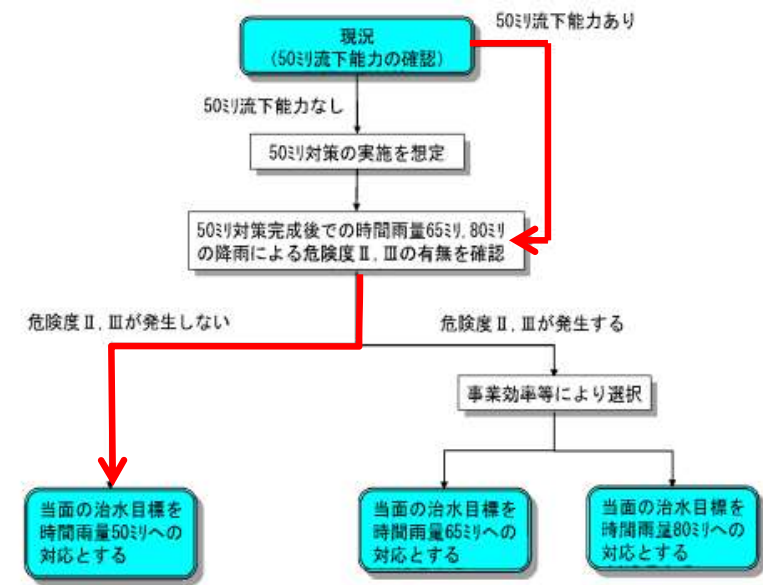 50ﾐﾘ流下能力あり
現況
(50ﾐﾘ流下能力の確認)
50ﾐﾘ流下能力なし
50ﾐﾘ対策の実施を想定
50ﾐﾘ対策完成後での時間雨量65ﾐﾘ,80ﾐﾘ
の降雨による危険度Ⅱ,Ⅲの有無を確認
危険度Ⅱ,Ⅲが発生しない
危険度Ⅱ,Ⅲが発生する
事業効率等により選択
当面の治水目標を
時間雨量50ﾐﾘへの
対応とする
当面の治水目標を
時間雨量65ﾐﾘへの
対応とする
当面の治水目標を
時間雨量80ﾐﾘへの
対応とする